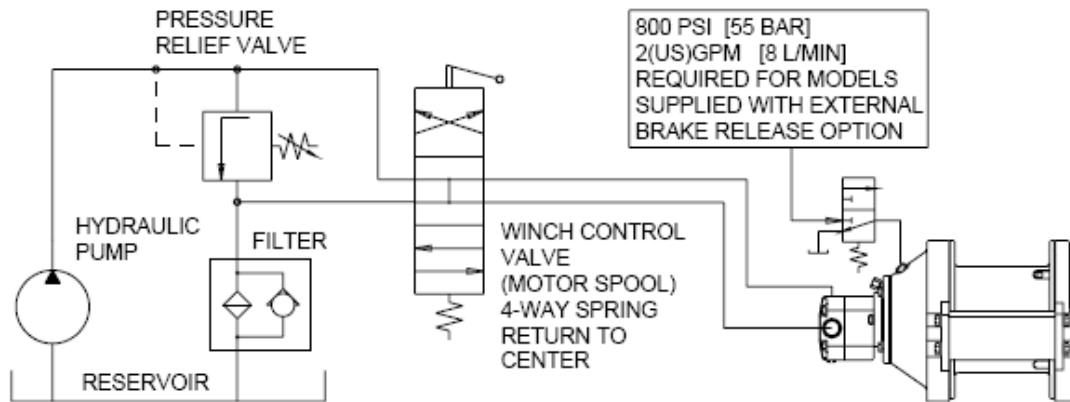 PRESSURE
RELIEF VALVE
800 PSI [55 BAR]
2(US)GPM [8 L/MIN]
REQUIRED FOR MODELS
SUPPLIED WITH EXTERNAL
BRAKE RELEASE OPTION
HYDRAULIC
PUMP
FILTER
WINCH CONTROL
VALVE
(MOTOR SPOOL)
4-WAY SPRING
RETURN TO
CENTER
RESERVOIR